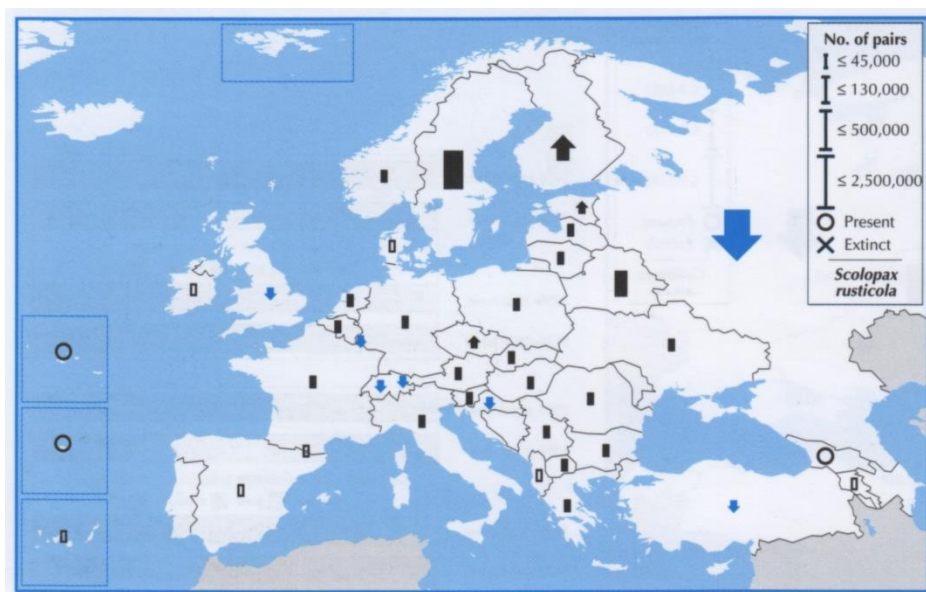 No. of pairs
≤ 45,000
≤ 130,000
≤ 500,000
≤ 2,500,000
Present
Extinct
Scolopax
rusticola